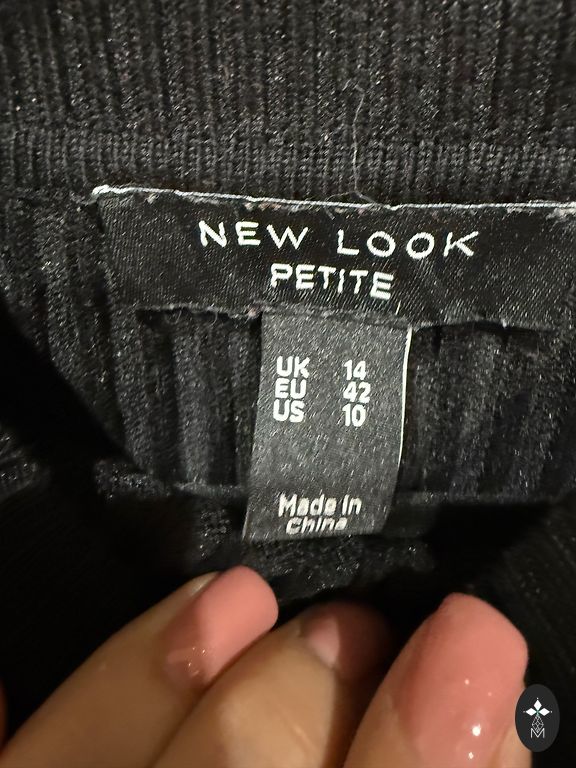 NEW LOOK
PETITE
UK 14
EU 42
US 10
Made in
China